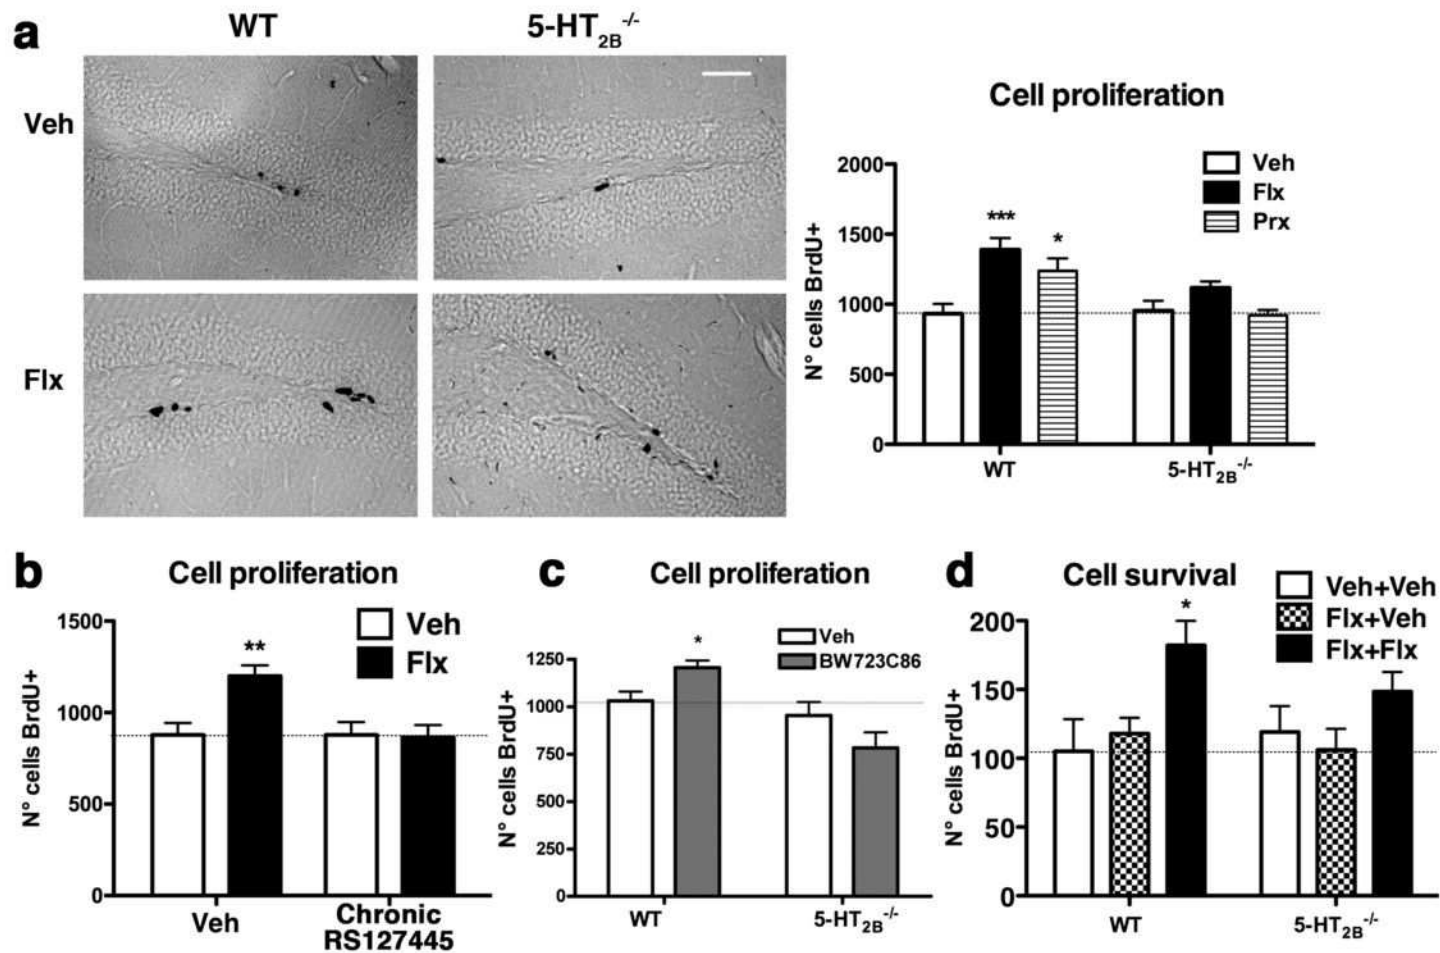 a
WT
5-HT2B-/-
Veh
Flx
Cell proliferation
2000
1500
1000
500
0
N° cells BrdU+
Veh
Flx
Prx
***
*
WT
5-HT2B-/-
b
Cell proliferation
1500
1000
500
0
N° cells BrdU+
Veh
Flx
**
Veh
Chronic
RS127445
c
Cell proliferation
1250
1000
750
500
250
0
N° cells BrdU+
Veh
BW723C86
*
WT
5-HT2B-/-
d
Cell survival
200
150
100
50
0
N° cells BrdU+
Veh+Veh
Flx+Veh
Flx+Flx
*
WT
5-HT2B-/-